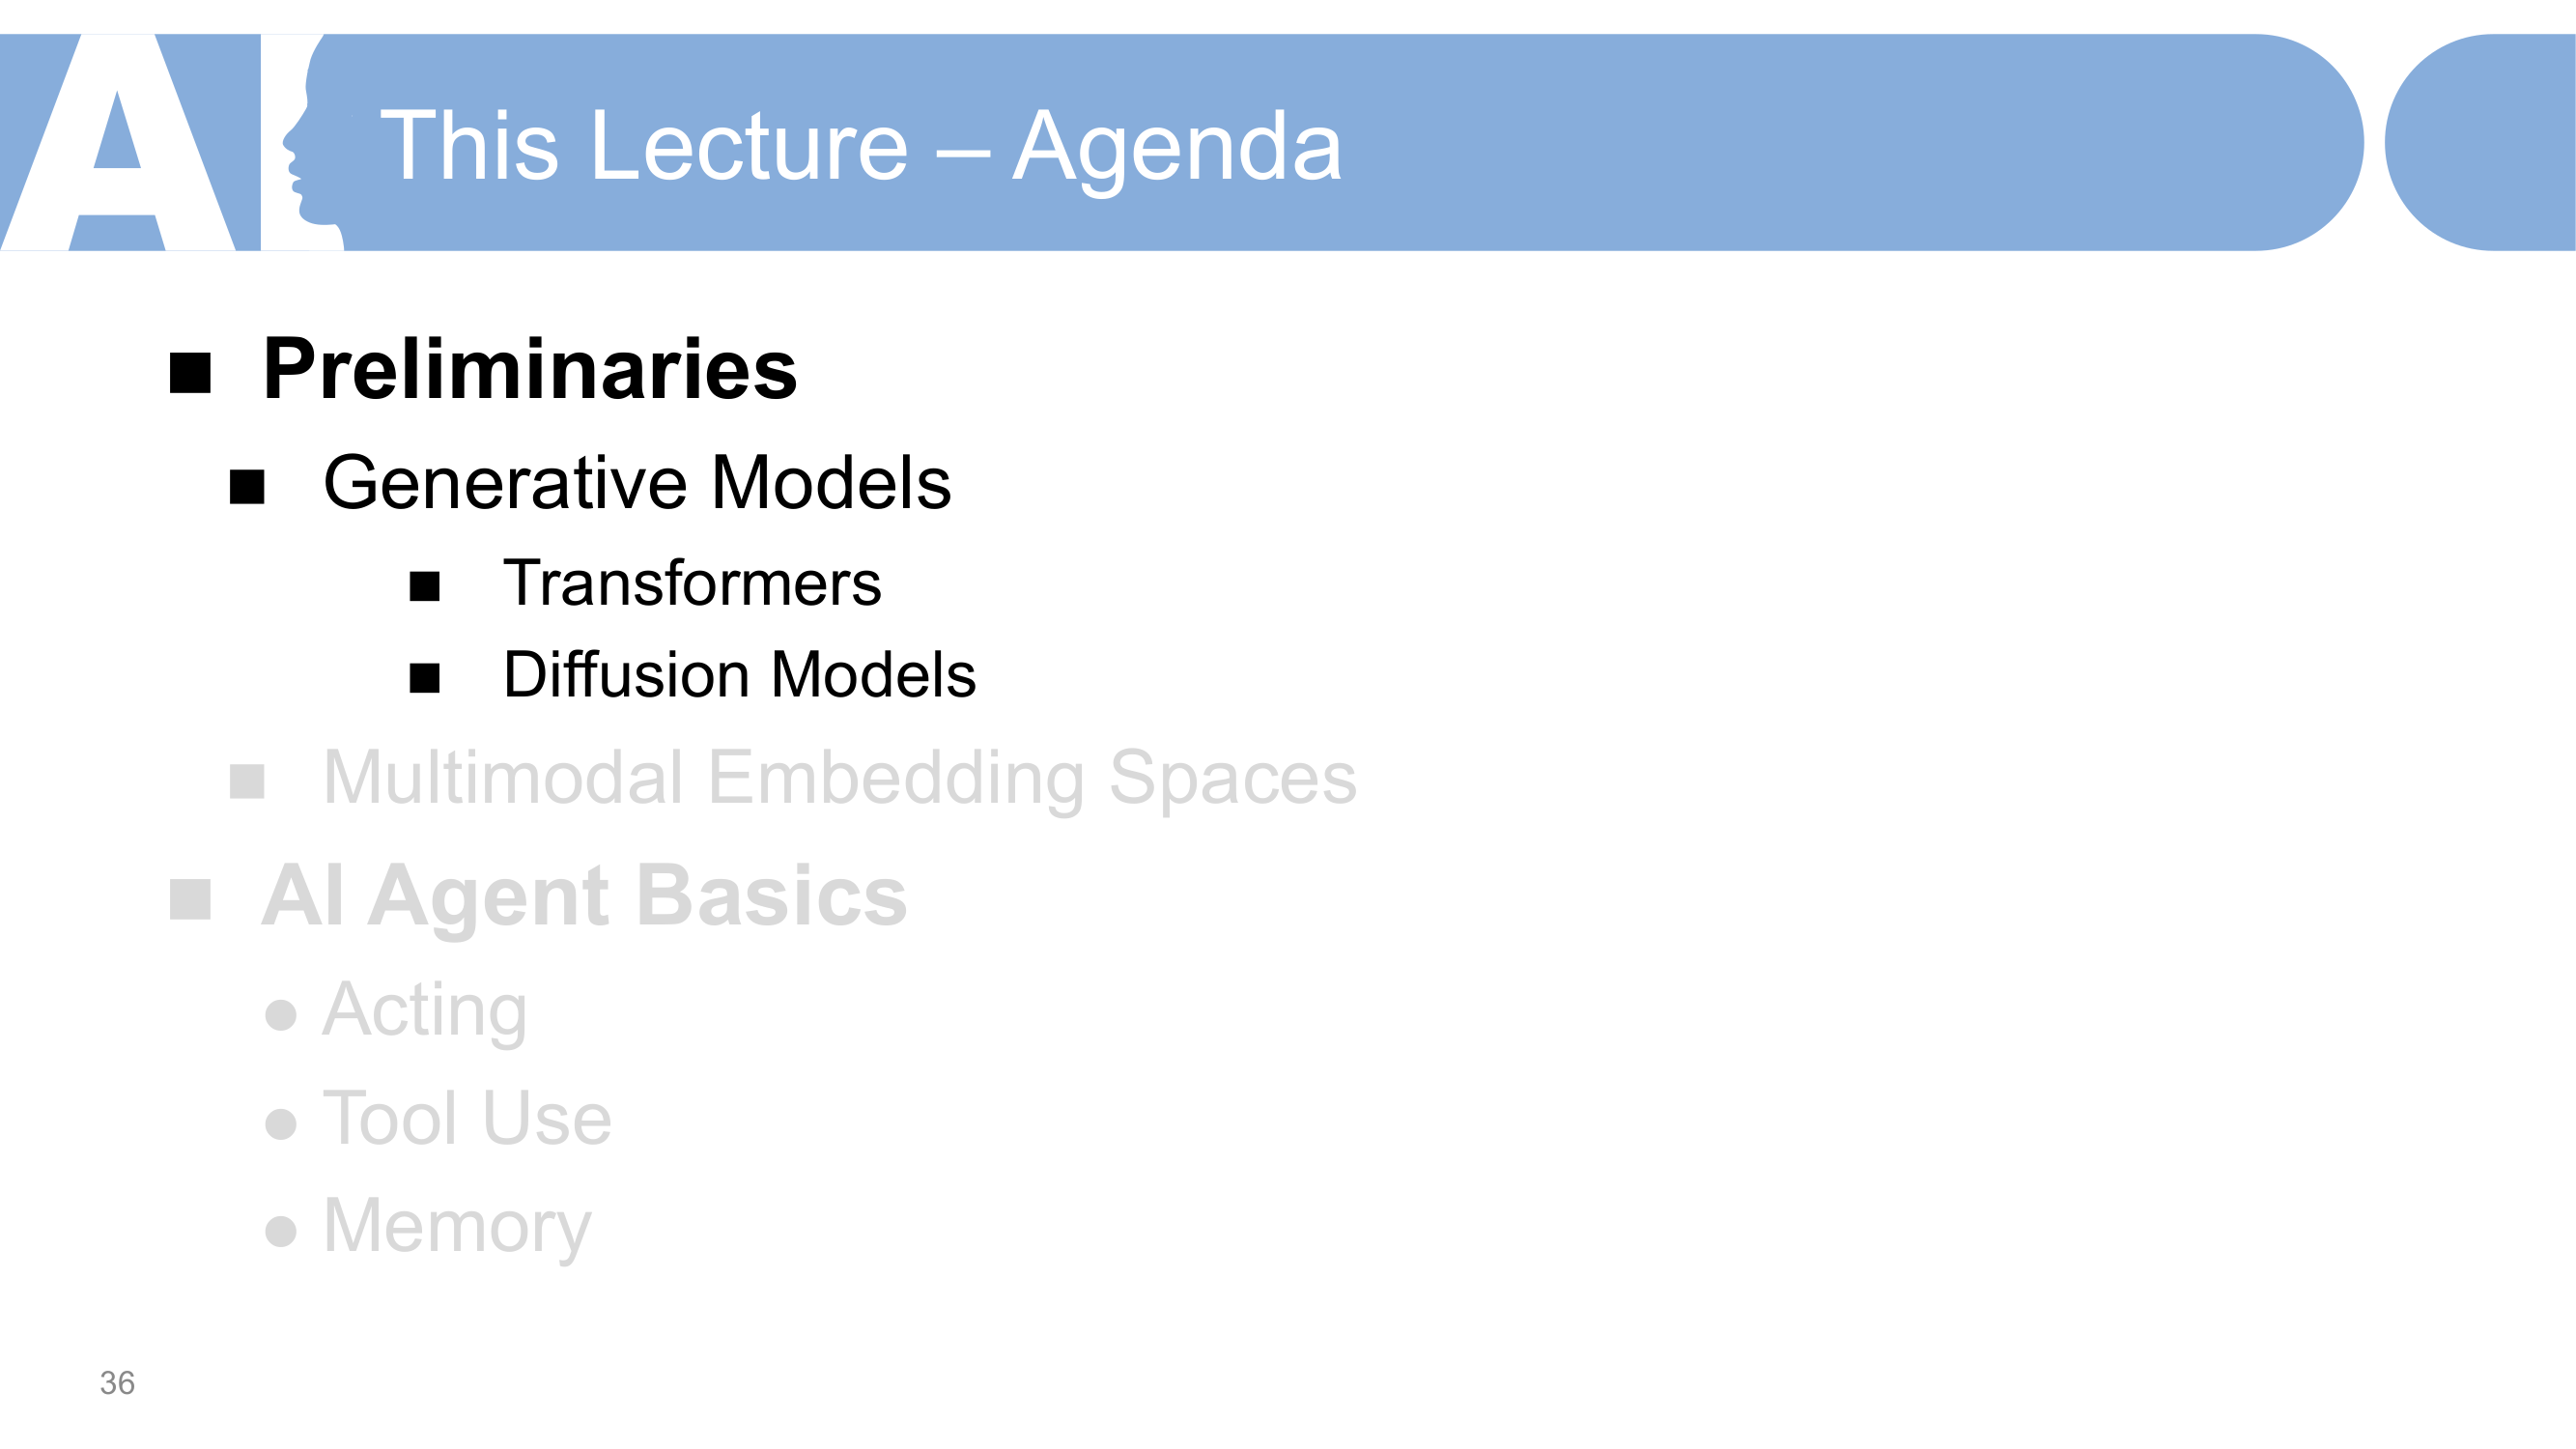 AI
This Lecture – Agenda
Preliminaries
Generative Models
Transformers
Diffusion Models
Multimodal Embedding Spaces
AI Agent Basics
Acting
Tool Use
Memory
36